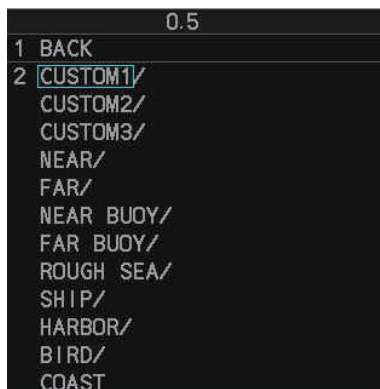 0.5
1 BACK
2 CUSTOM1/
CUSTOM2/
CUSTOM3/
NEAR/
FAR/
NEAR BUOY/
FAR BUOY/
ROUGH SEA/
SHIP/
HARBOR/
BIRD/
COAST